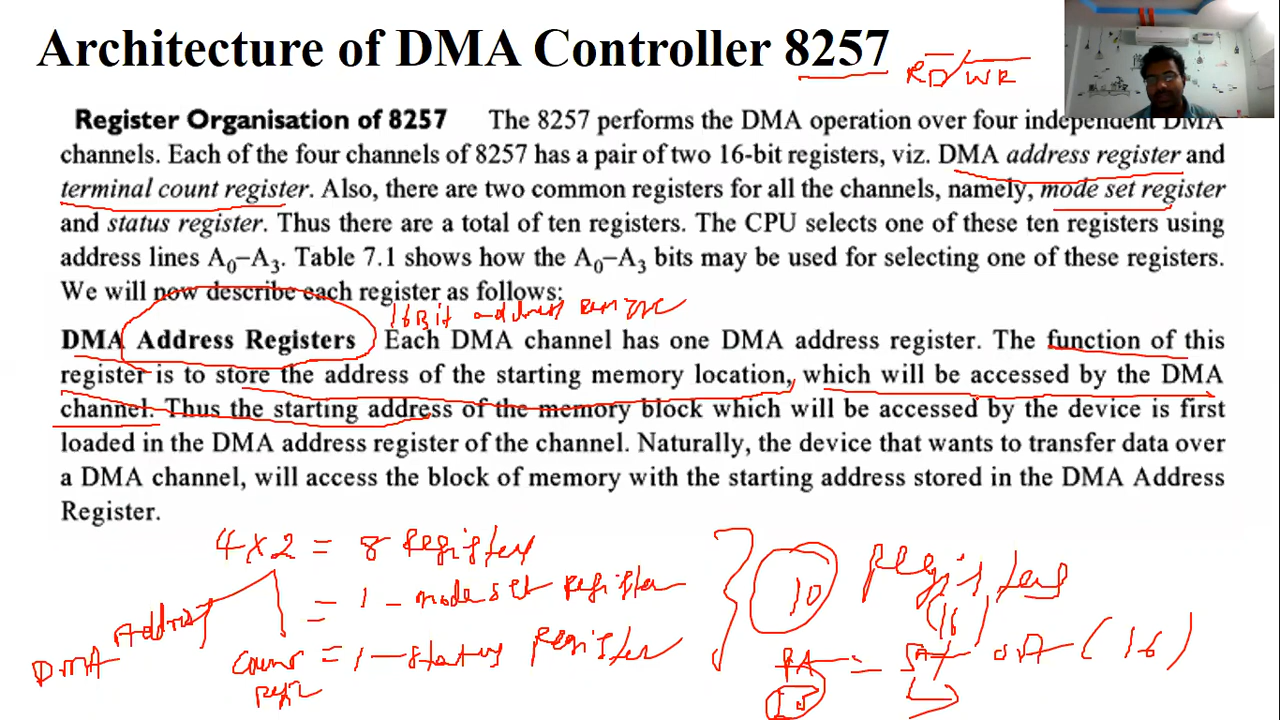 Architecture of DMA Controller 8257
RD/WR
Register Organisation of 8257 The 8257 performs the DMA operation over four independent DMA
channels. Each of the four channels of 8257 has a pair of two 16-bit registers, viz. DMA address register and
terminal count register. Also, there are two common registers for all the channels, namely, mode set register
and status register. Thus there are a total of ten registers. The CPU selects one of these ten registers using
address lines A₀–A₃. Table 7.1 shows how the A₀–A₃ bits may be used for selecting one of these registers.
We will now describe each register as follows:
16Bit address
DMA Address Registers Each DMA channel has one DMA address register. The function of this
register is to store the address of the starting memory location, which will be accessed by the DMA
channel. Thus the starting address of the memory block which will be accessed by the device is first
loaded in the DMA address register of the channel. Naturally, the device that wants to transfer data over
a DMA channel, will access the block of memory with the starting address stored in the DMA Address
Register.
4 x 2 = 8 Register
= 1 - modeset register
= 1 - status register
10 Registers
DMA Address
Count
(16)
= (16)